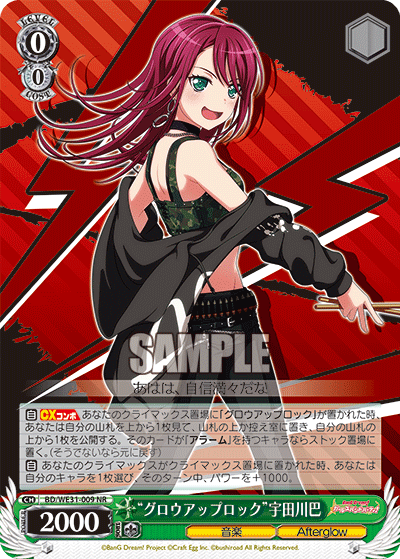 LEVEL
0
0
COST
SAMPLE
あはは、自信満々だな！
【自】 CXコンボ あなたのクライマックス置場に「グロウアップロック」が置かれた時、
あなたは自分の山札を上から1枚見て、山札の上か控え室に置き、自分の山札の
上から1枚を公開する。そのカードが「アラーム」を持つキャラならストック置場に置
く。（そうでないなら元に戻す）
【自】 あなたのクライマックスがクライマックス置場に置かれた時、あなたは自分
のキャラを1枚選び、そのターン中、パワーを＋1000。
CH BD/WE31-009 NR
2000
“グロウアップロック”宇田川巴
音楽
Afterglow
©BanG Dream! Project ©Craft Egg Inc. ©bushiroad All Rights Reserved.